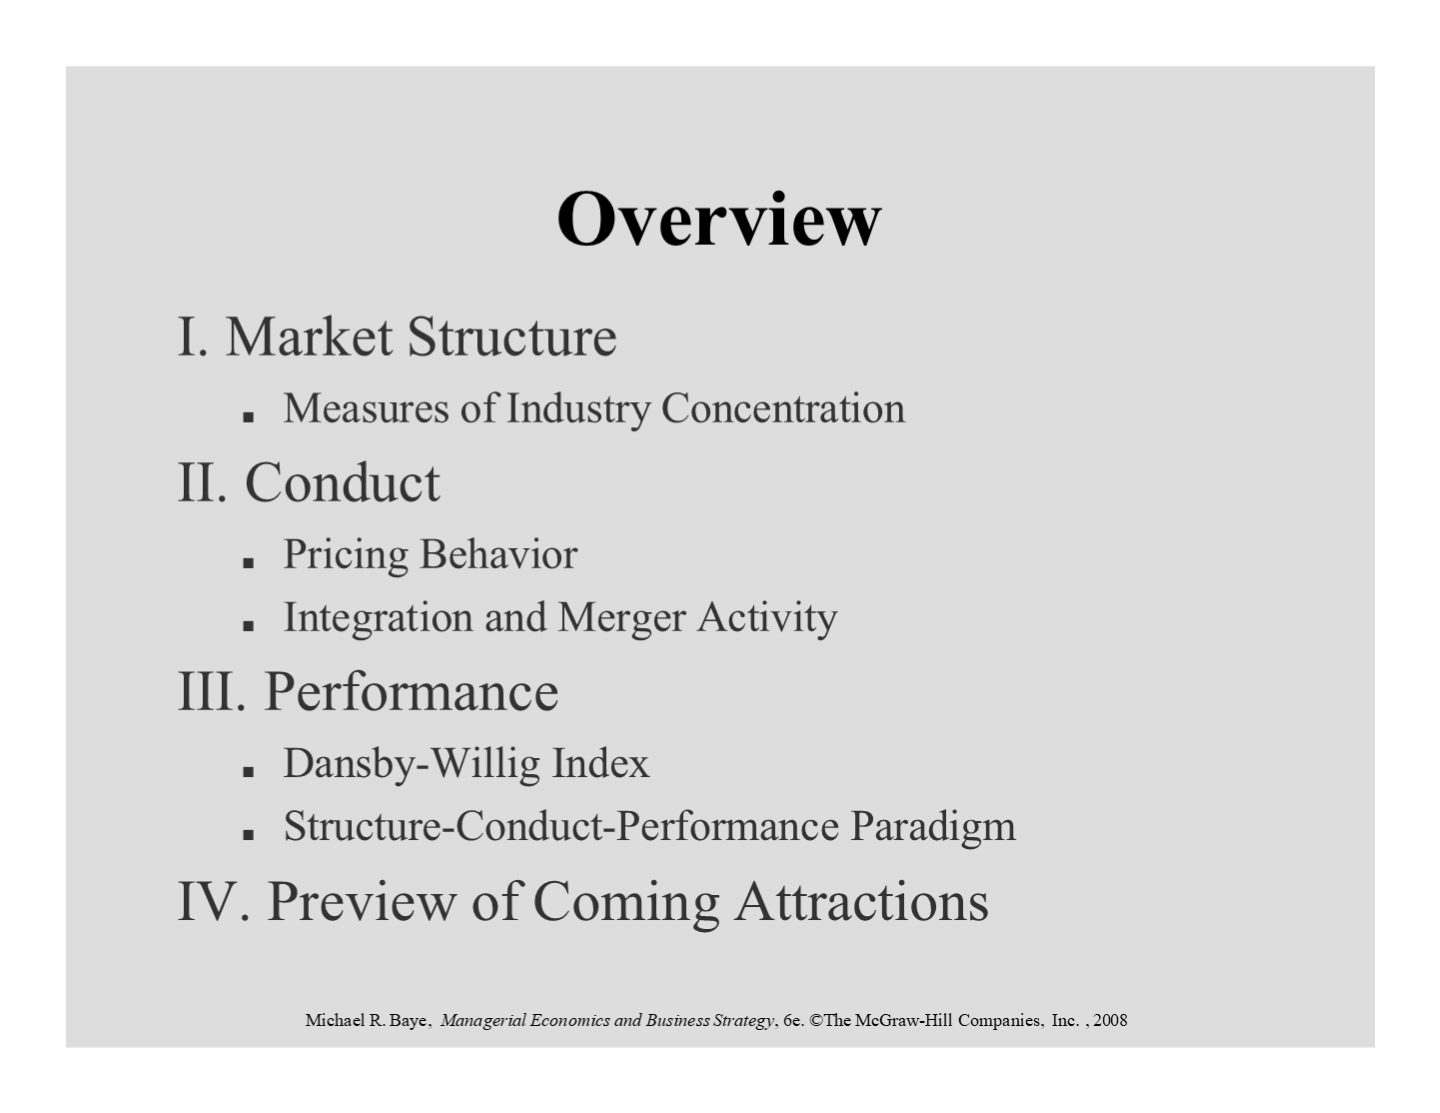 Overview
I. Market Structure
■ Measures of Industry Concentration
II. Conduct
■ Pricing Behavior
■ Integration and Merger Activity
III. Performance
■ Dansby-Willig Index
■ Structure-Conduct-Performance Paradigm
IV. Preview of Coming Attractions
Michael R. Baye, Managerial Economics and Business Strategy, 6e. ©The McGraw-Hill Companies, Inc. , 2008